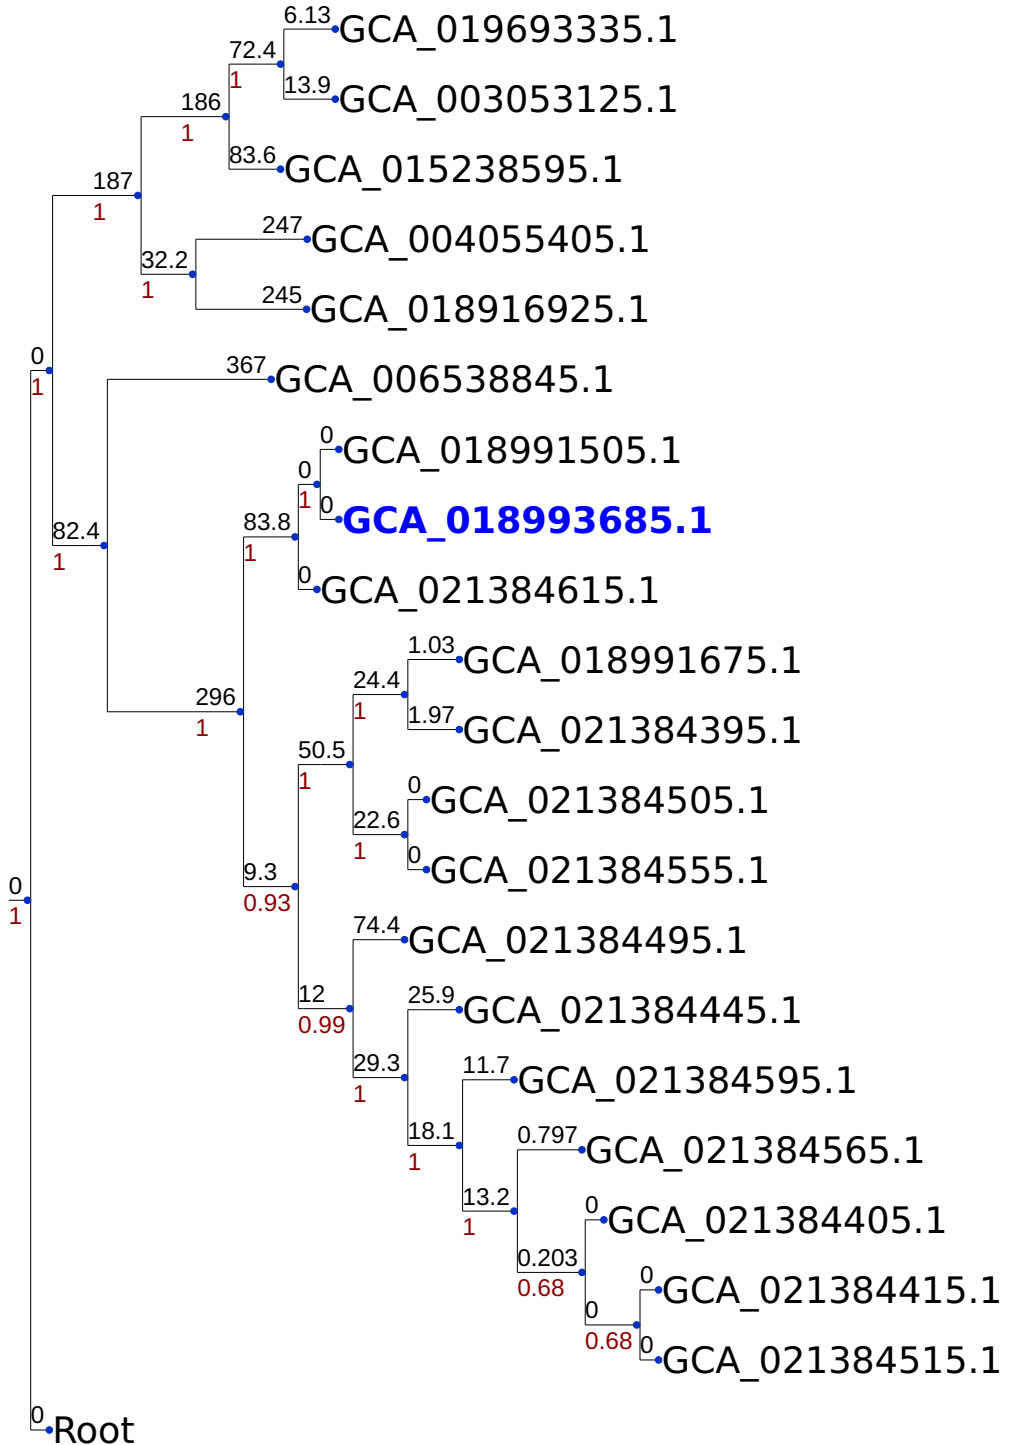 6.13
GCA_019693335.1
72.4
1
13.9
GCA_003053125.1
186
1
83.6
GCA_015238595.1
187
1
247
GCA_004055405.1
32.2
1
245
GCA_018916925.1
0
1
367
GCA_006538845.1
0
GCA_018991505.1
0
1
0
GCA_018993685.1
83.8
1
82.4
1
0
GCA_021384615.1
1.03
GCA_018991675.1
24.4
1
296
1
1.97
GCA_021384395.1
50.5
1
0
GCA_021384505.1
22.6
1
0
GCA_021384555.1
9.3
0.93
0
1
74.4
GCA_021384495.1
12
0.99
25.9
GCA_021384445.1
29.3
1
11.7
GCA_021384595.1
18.1
1
0.797
GCA_021384565.1
13.2
1
0
GCA_021384405.1
0.203
0.68
0
GCA_021384415.1
0
0.68
0
GCA_021384515.1
0
Root